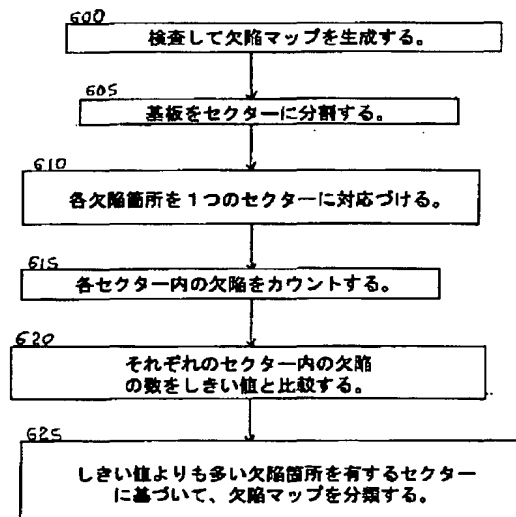 600
検査して欠陥マップを生成する。
605
基板をセクターに分割する。
610
各欠陥箇所を1つのセクターに対応づける。
615
各セクター内の欠陥をカウントする。
620
それぞれのセクター内の欠陥
の数をしきい値と比較する。
625
しきい値よりも多い欠陥箇所を有するセクター
に基づいて、欠陥マップを分類する。